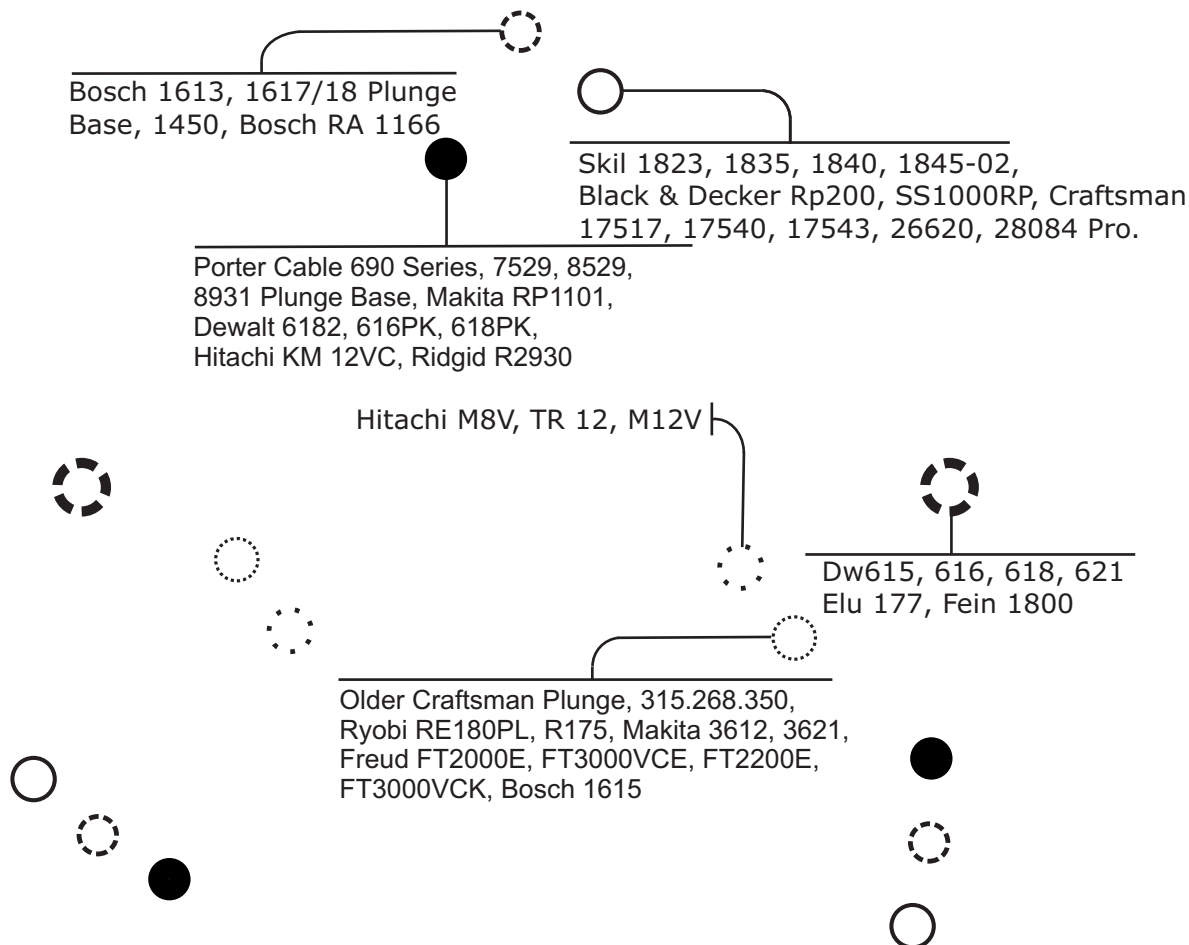 Bosch 1613, 1617/18 Plunge
Base, 1450, Bosch RA 1166
Skil 1823, 1835, 1840, 1845-02,
Black & Decker Rp200, SS1000RP, Craftsman
17517, 17540, 17543, 26620, 28084 Pro.
Porter Cable 690 Series, 7529, 8529,
8931 Plunge Base, Makita RP1101,
Dewalt 6182, 616PK, 618PK,
Hitachi KM 12VC, Ridgid R2930
Hitachi M8V, TR 12, M12V
Dw615, 616, 618, 621
Elu 177, Fein 1800
Older Craftsman Plunge, 315.268.350,
Ryobi RE180PL, R175, Makita 3612, 3621,
Freud FT2000E, FT3000VCE, FT2200E,
FT3000VCK, Bosch 1615